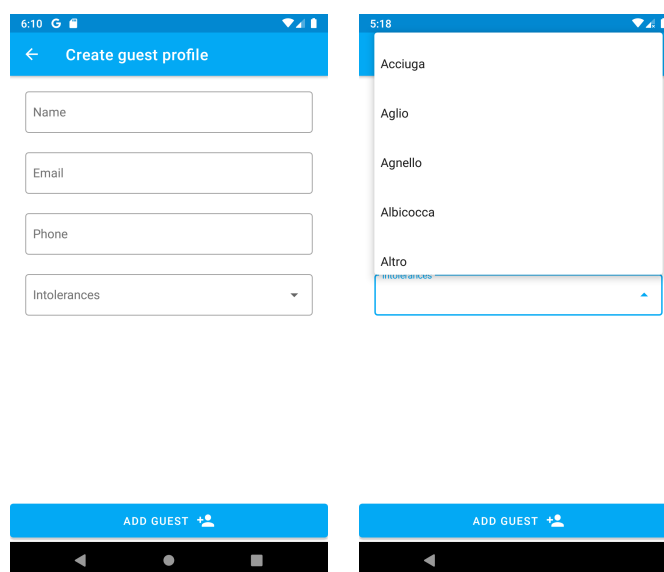 6:10 G
Create guest profile
Name
Email
Phone
Intolerances
ADD GUEST
5:18
Acciuga
Aglio
Agnello
Albicocca
Altro
Intolerances
ADD GUEST